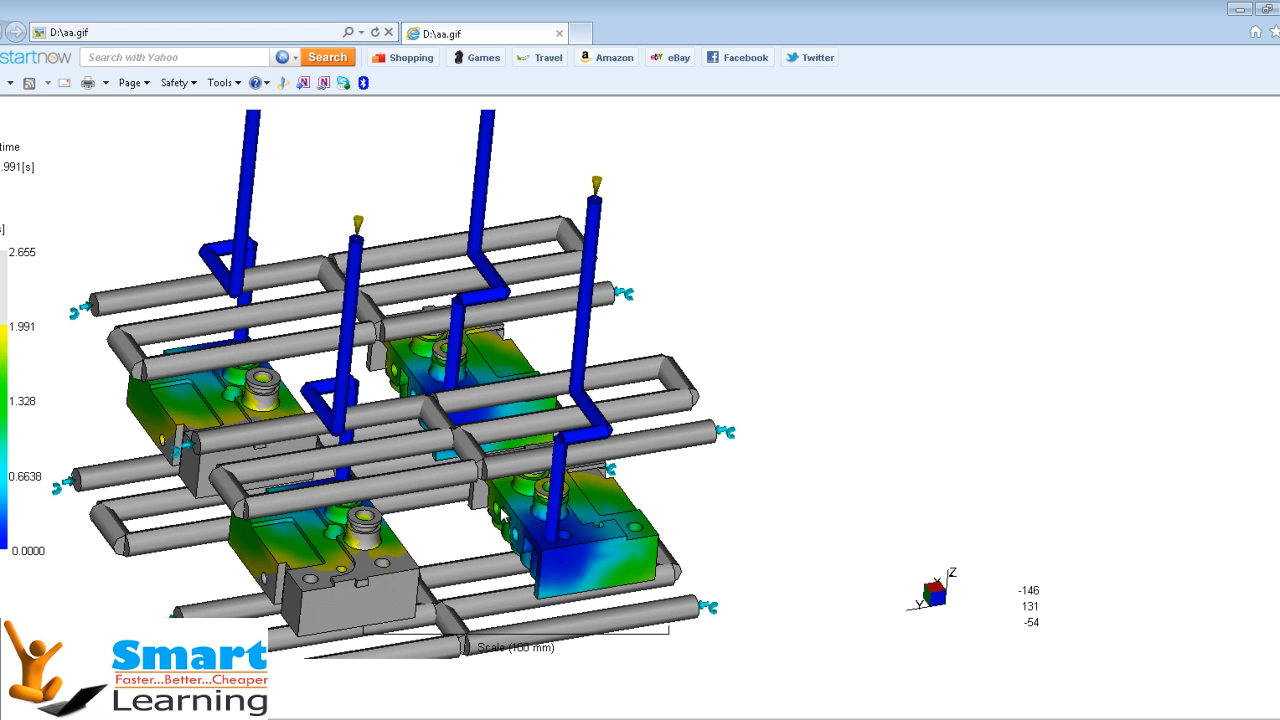 D:\aa.gif
D:\aa.gif
startnow
Search with Yahoo
Search
Shopping
Games
Travel
Amazon
eBay
Facebook
Twitter
Page
Safety
Tools
time
.991[s]
s]
2.655
1.991
1.328
0.6638
0.0000
Z
X
Y
-146
131
-54
Scale (100 mm)
Smart
Faster...Better...Cheaper
Learning